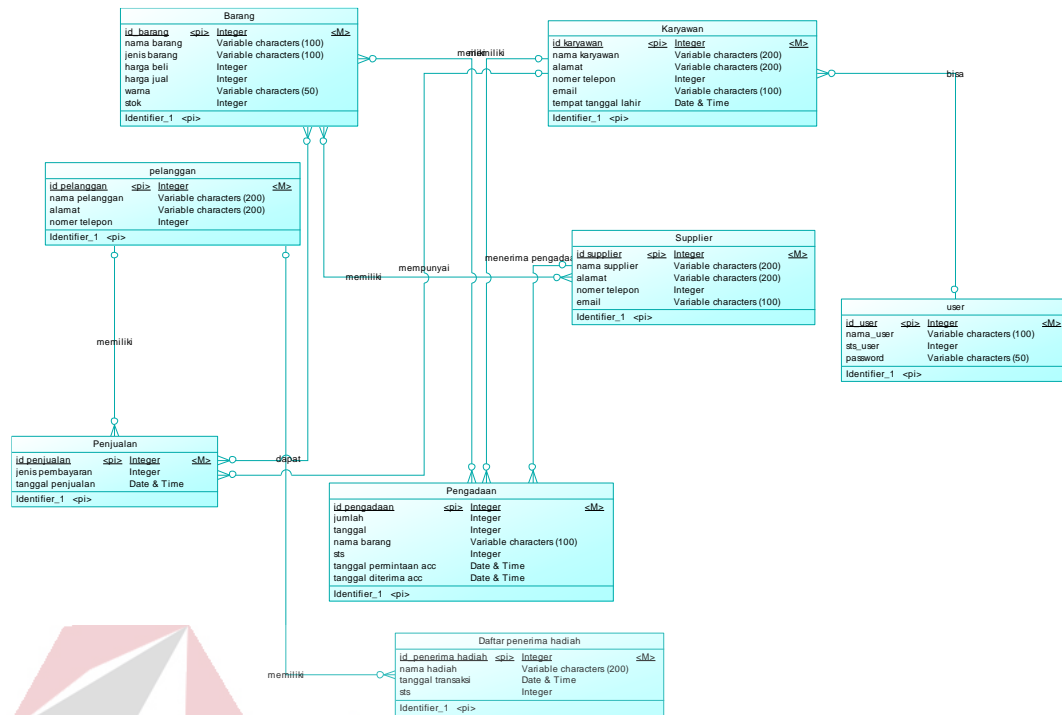 Barang
id_barang <pi> Integer <M>
nama barang Variable characters (100)
jenis barang Variable characters (100)
harga beli Integer
harga jual Integer
warna Variable characters (50)
stok Integer
Identifier_1 <pi>
Karyawan
id karyawan <pi> Integer <M>
nama karyawan Variable characters (200)
alamat Variable characters (200)
nomer telepon Integer
email Variable characters (100)
tempat tanggal lahir Date & Time
Identifier_1 <pi>
memiliki
bisa
pelanggan
id pelanggan <pi> Integer <M>
nama pelanggan Variable characters (200)
alamat Variable characters (200)
nomer telepon Integer
Identifier_1 <pi>
Supplier
id supplier <pi> Integer <M>
nama supplier Variable characters (200)
alamat Variable characters (200)
nomer telepon Integer
email Variable characters (100)
Identifier_1 <pi>
mempunyai
menerima pengadaa
memiliki
user
id_user <pi> Integer <M>
nama_user Variable characters (100)
sts_user Integer
password Variable characters (50)
Identifier_1 <pi>
memiliki
Penjualan
id penjualan <pi> Integer <M>
jenis pembayaran Integer
tanggal penjualan Date & Time
Identifier_1 <pi>
dapat
Pengadaan
id pengadaan <pi> Integer <M>
jumlah Integer
tanggal Integer
nama barang Variable characters (100)
sts Integer
tanggal permintaan acc Date & Time
tanggal diterima acc Date & Time
Identifier_1 <pi>
Daftar penerima hadiah
id_penerima hadiah <pi> Integer <M>
nama hadiah Variable characters (200)
tanggal transaksi Date & Time
sts Integer
Identifier_1 <pi>
memiliki